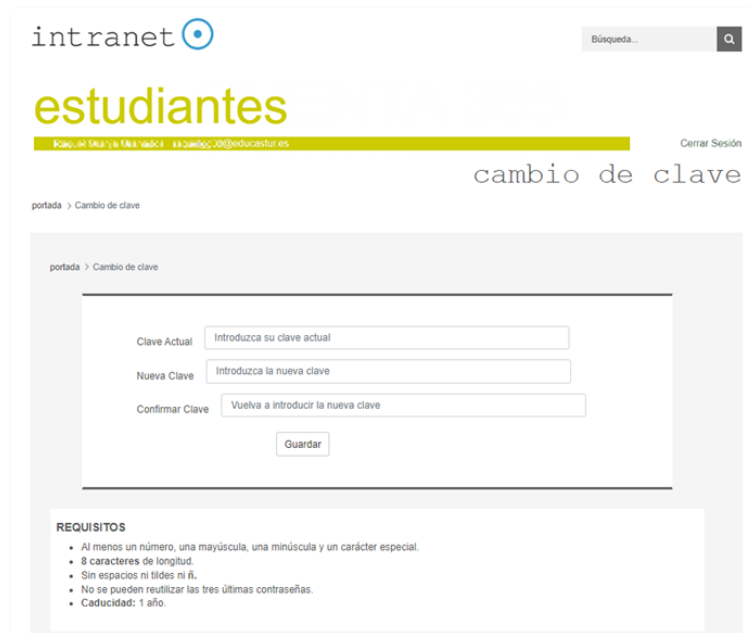 intranet
Búsqueda...
estudiantes
@educastur.es
Cerrar Sesión
cambio de clave
portada > Cambio de clave
portada > Cambio de clave
Clave Actual Introduzca su clave actual
Nueva Clave Introduzca la nueva clave
Confirmar Clave Vuelva a introducir la nueva clave
Guardar
REQUISITOS
• Al menos un número, una mayúscula, una minúscula y un carácter especial.
• 8 caracteres de longitud.
• Sin espacios ni tildes ni ñ.
• No se pueden reutilizar las tres últimas contraseñas.
• Caducidad: 1 año.